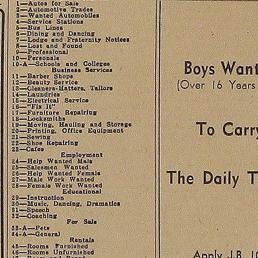 1—Autos for Sale
2—Automotive Trades
3—Wanted Automobiles
4—Service Stations
5—Bus Lines
6—Dining and Dancing
7—Lodge and Fraternity Notices
8—Lost and Found
9—Professional
10—Personals
10-A—Schools and Colleges
Business Services
11—Barber Shops
12—Beauty Service
13—Cleaners-Hatters, Tailors
14—Laundries
15—Electrical Service
16—"Fix It"
17—Furniture Repairing
18—Locksmiths
19—Moving, Hauling and Storage
20—Printing, Office Equipment
21—Sewing
22—Shoe Repairing
23—Cafes
Employment
24—Help Wanted Male
25—Salesmen Wanted
26—Help Wanted Female
27—Male Work Wanted
28—Female Work Wanted
Educational
29—Instruction
30—Music, Dancing, Dramatics
31—Speech
32—Coaching
For Sale
33-A—Pets
44-A—General
Rentals
45—Rooms Furnished
46—Rooms Unfurnished
Boys Want
(Over 16 Years
To Carry
The Daily T
Apply J.B. 10